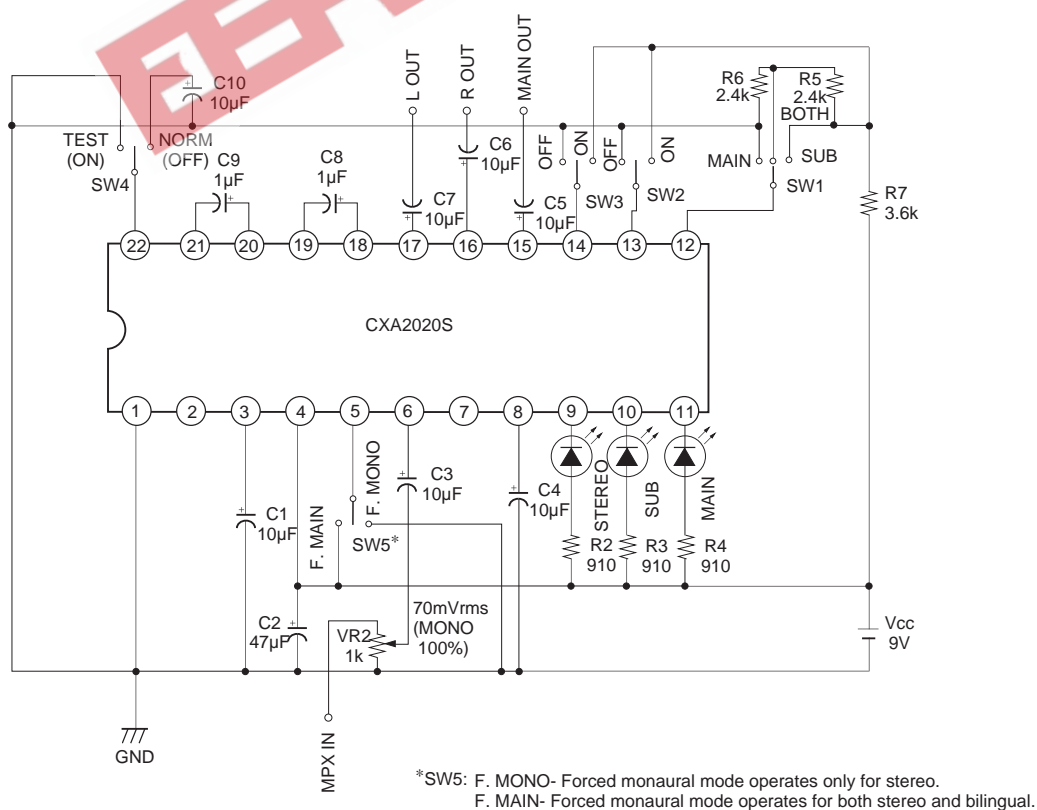 C10
10µF
L OUT
R OUT
MAIN OUT
R6
2.4k
R5
2.4k
BOTH
TEST
(ON)
NORM
(OFF)
SW4
C9
1µF
C8
1µF
C7
10µF
C6
10µF
C5
10µF
OFF
ON
SW3
OFF
ON
SW2
MAIN
SUB
SW1
R7
3.6k
22
21
20
19
18
17
16
15
14
13
12
CXA2020S
1
2
3
4
5
6
7
8
9
10
11
C1
10µF
F. MAIN
F. MONO
SW5*
C3
10µF
C4
10µF
STEREO
SUB
MAIN
R2
910
R3
910
R4
910
C2
47µF
VR2
1k
70mVrms
(MONO
100%)
Vcc
9V
GND
MPX IN
*SW5: F. MONO- Forced monaural mode operates only for stereo.
F. MAIN- Forced monaural mode operates for both stereo and bilingual.